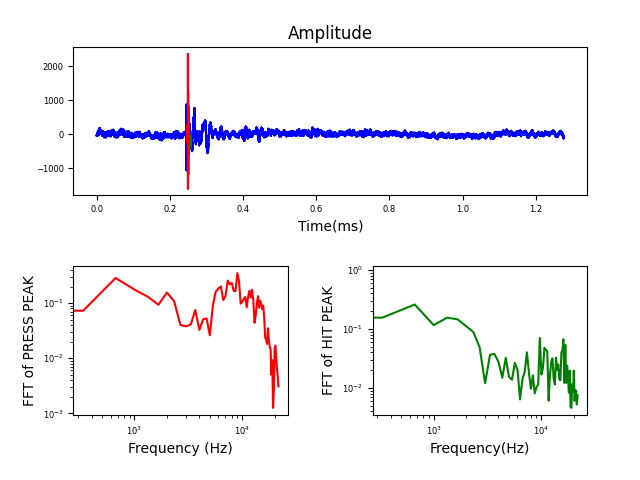 Amplitude
2000
1000
0
−1000
0.0 0.2 0.4 0.6 0.8 1.0 1.2
Time(ms)
FFT of PRESS PEAK
10⁻¹
10⁻²
10⁻³
10³ 10⁴
Frequency (Hz)
FFT of HIT PEAK
10⁰
10⁻¹
10⁻²
10³ 10⁴
Frequency(Hz)